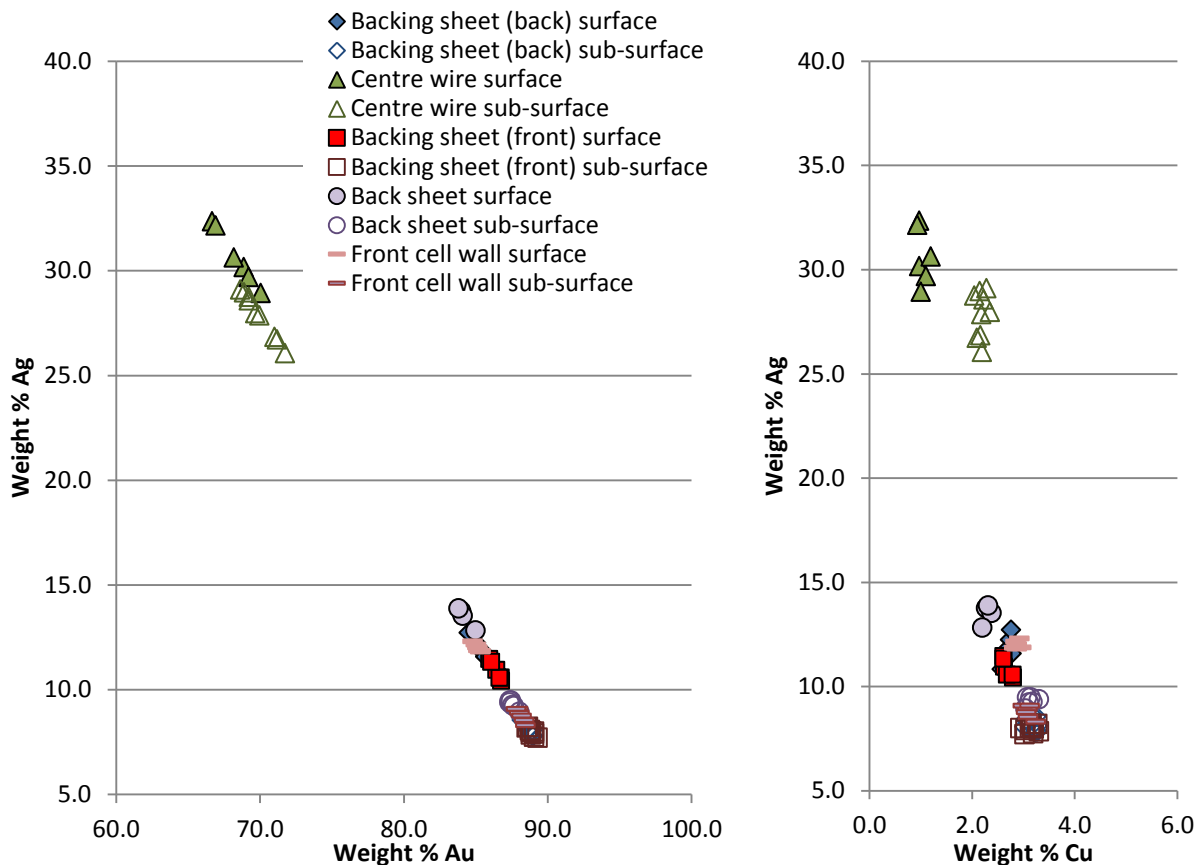 Backing sheet (back) surface
Backing sheet (back) sub-surface
Centre wire surface
Centre wire sub-surface
Backing sheet (front) surface
Backing sheet (front) sub-surface
Back sheet surface
Back sheet sub-surface
Front cell wall surface
Front cell wall sub-surface
40.0
35.0
30.0
25.0
20.0
15.0
10.0
5.0
Weight % Ag
60.0 70.0 80.0 90.0 100.0
Weight % Au
40.0
35.0
30.0
25.0
20.0
15.0
10.0
5.0
Weight % Ag
0.0 2.0 4.0 6.0
Weight % Cu